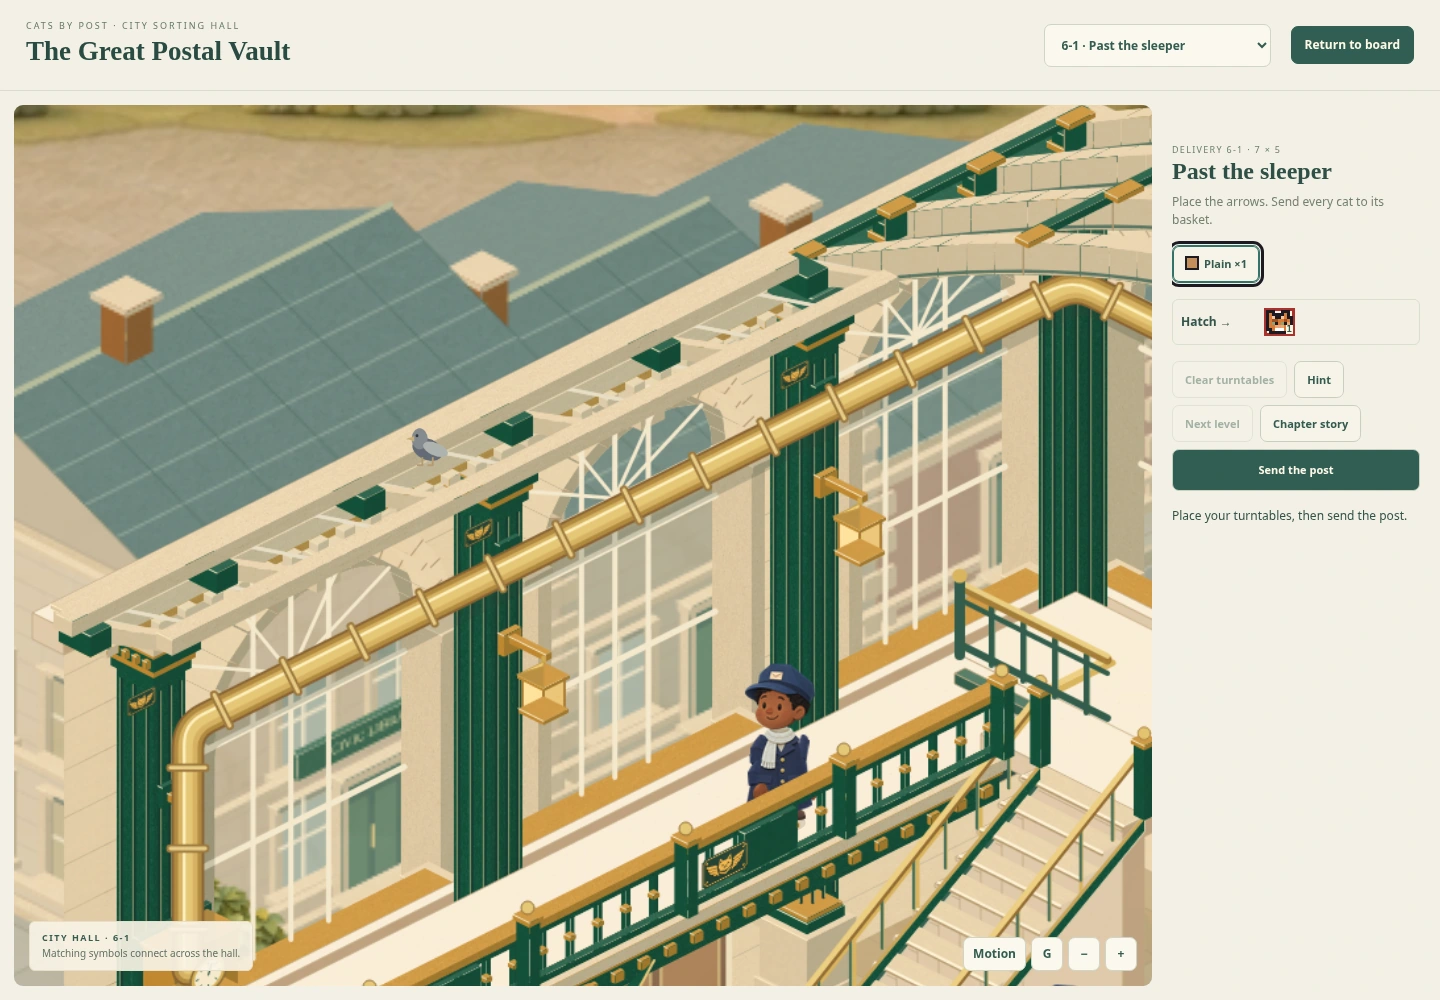 CATS BY POST · CITY SORTING HALL
The Great Postal Vault
6-1 · Past the sleeper
Return to board
DELIVERY 6-1 · 7 × 5
Past the sleeper
Place the arrows. Send every cat to its
basket.
Plain ×1
Hatch →
1
Clear turntables
Hint
Next level
Chapter story
Send the post
Place your turntables, then send the post.
CIVIC LIBRA
CITY HALL · 6-1
Matching symbols connect across the hall.
Motion
G
−
+